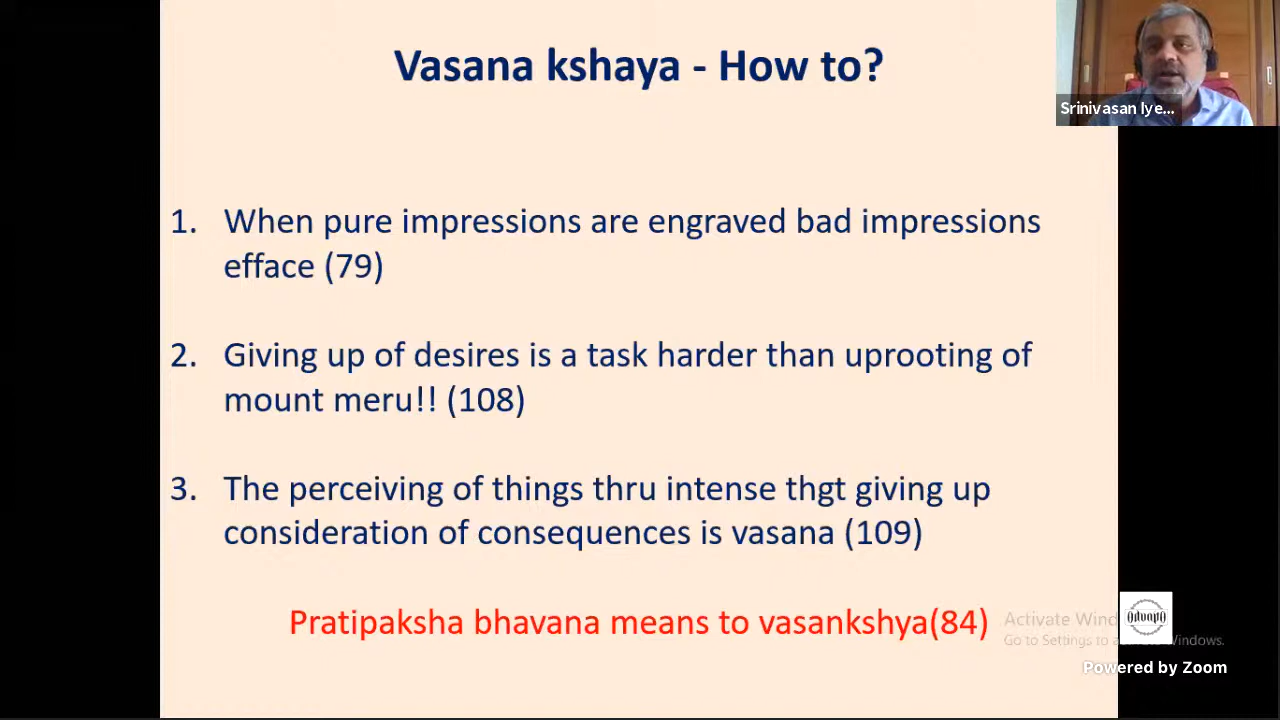 Vasana kshaya - How to?
Srinivasan Iye...
1. When pure impressions are engraved bad impressions
efface (79)
2. Giving up of desires is a task harder than uprooting of
mount meru!! (108)
3. The perceiving of things thru intense thgt giving up
consideration of consequences is vasana (109)
Pratipaksha bhavana means to vasankshya(84)
Activate Wind
Go to Settings to a
Windows.
Powered by Zoom